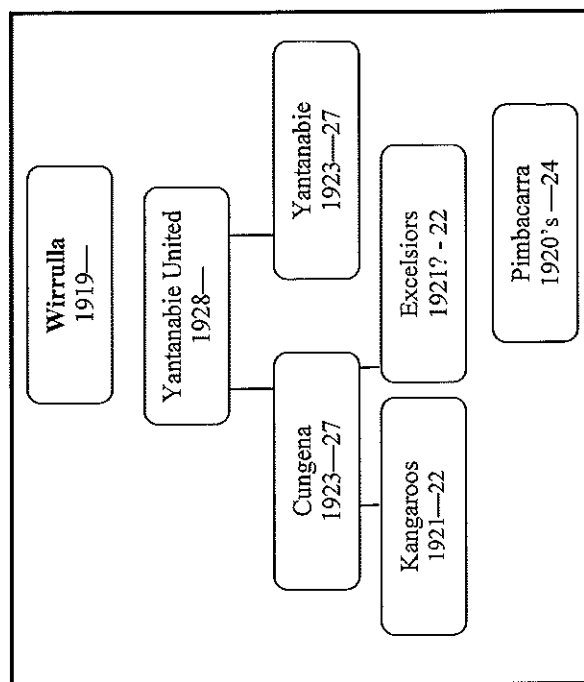 Wirrulla
1919—
Yantanabie United
1928—
Cungena
1923—27
Yantanabie
1923—27
Kangaroos
1921—22
Excelsiors
1921? - 22
Pimbacarra
1920's —24